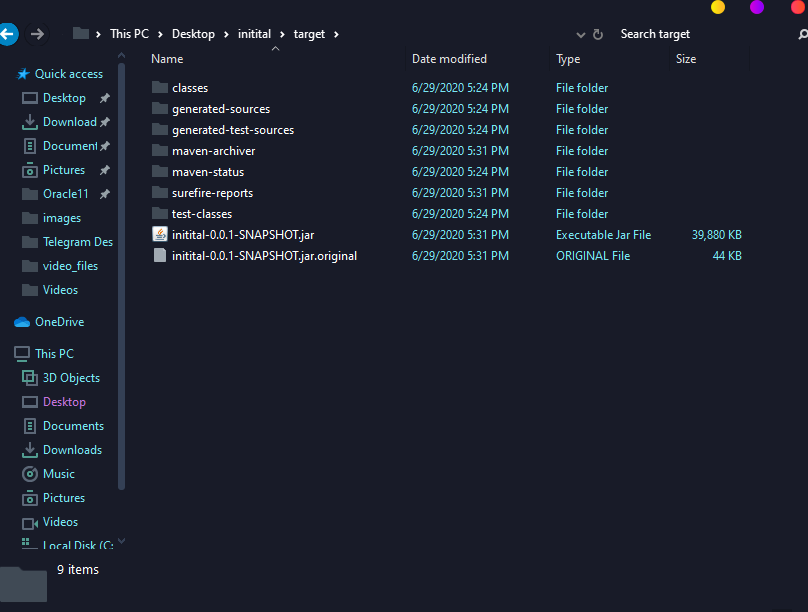 This PC > Desktop > initital > target >
Search target
Name Date modified Type Size
Quick access
Desktop
Download
Document
Pictures
Oracle11
images
Telegram Des
video_files
Videos
OneDrive
This PC
3D Objects
Desktop
Documents
Downloads
Music
Pictures
Videos
Local Disk (C:
classes 6/29/2020 5:24 PM File folder
generated-sources 6/29/2020 5:24 PM File folder
generated-test-sources 6/29/2020 5:24 PM File folder
maven-archiver 6/29/2020 5:31 PM File folder
maven-status 6/29/2020 5:24 PM File folder
surefire-reports 6/29/2020 5:31 PM File folder
test-classes 6/29/2020 5:24 PM File folder
initital-0.0.1-SNAPSHOT.jar 6/29/2020 5:31 PM Executable Jar File 39,880 KB
initital-0.0.1-SNAPSHOT.jar.original 6/29/2020 5:31 PM ORIGINAL File 44 KB
9 items